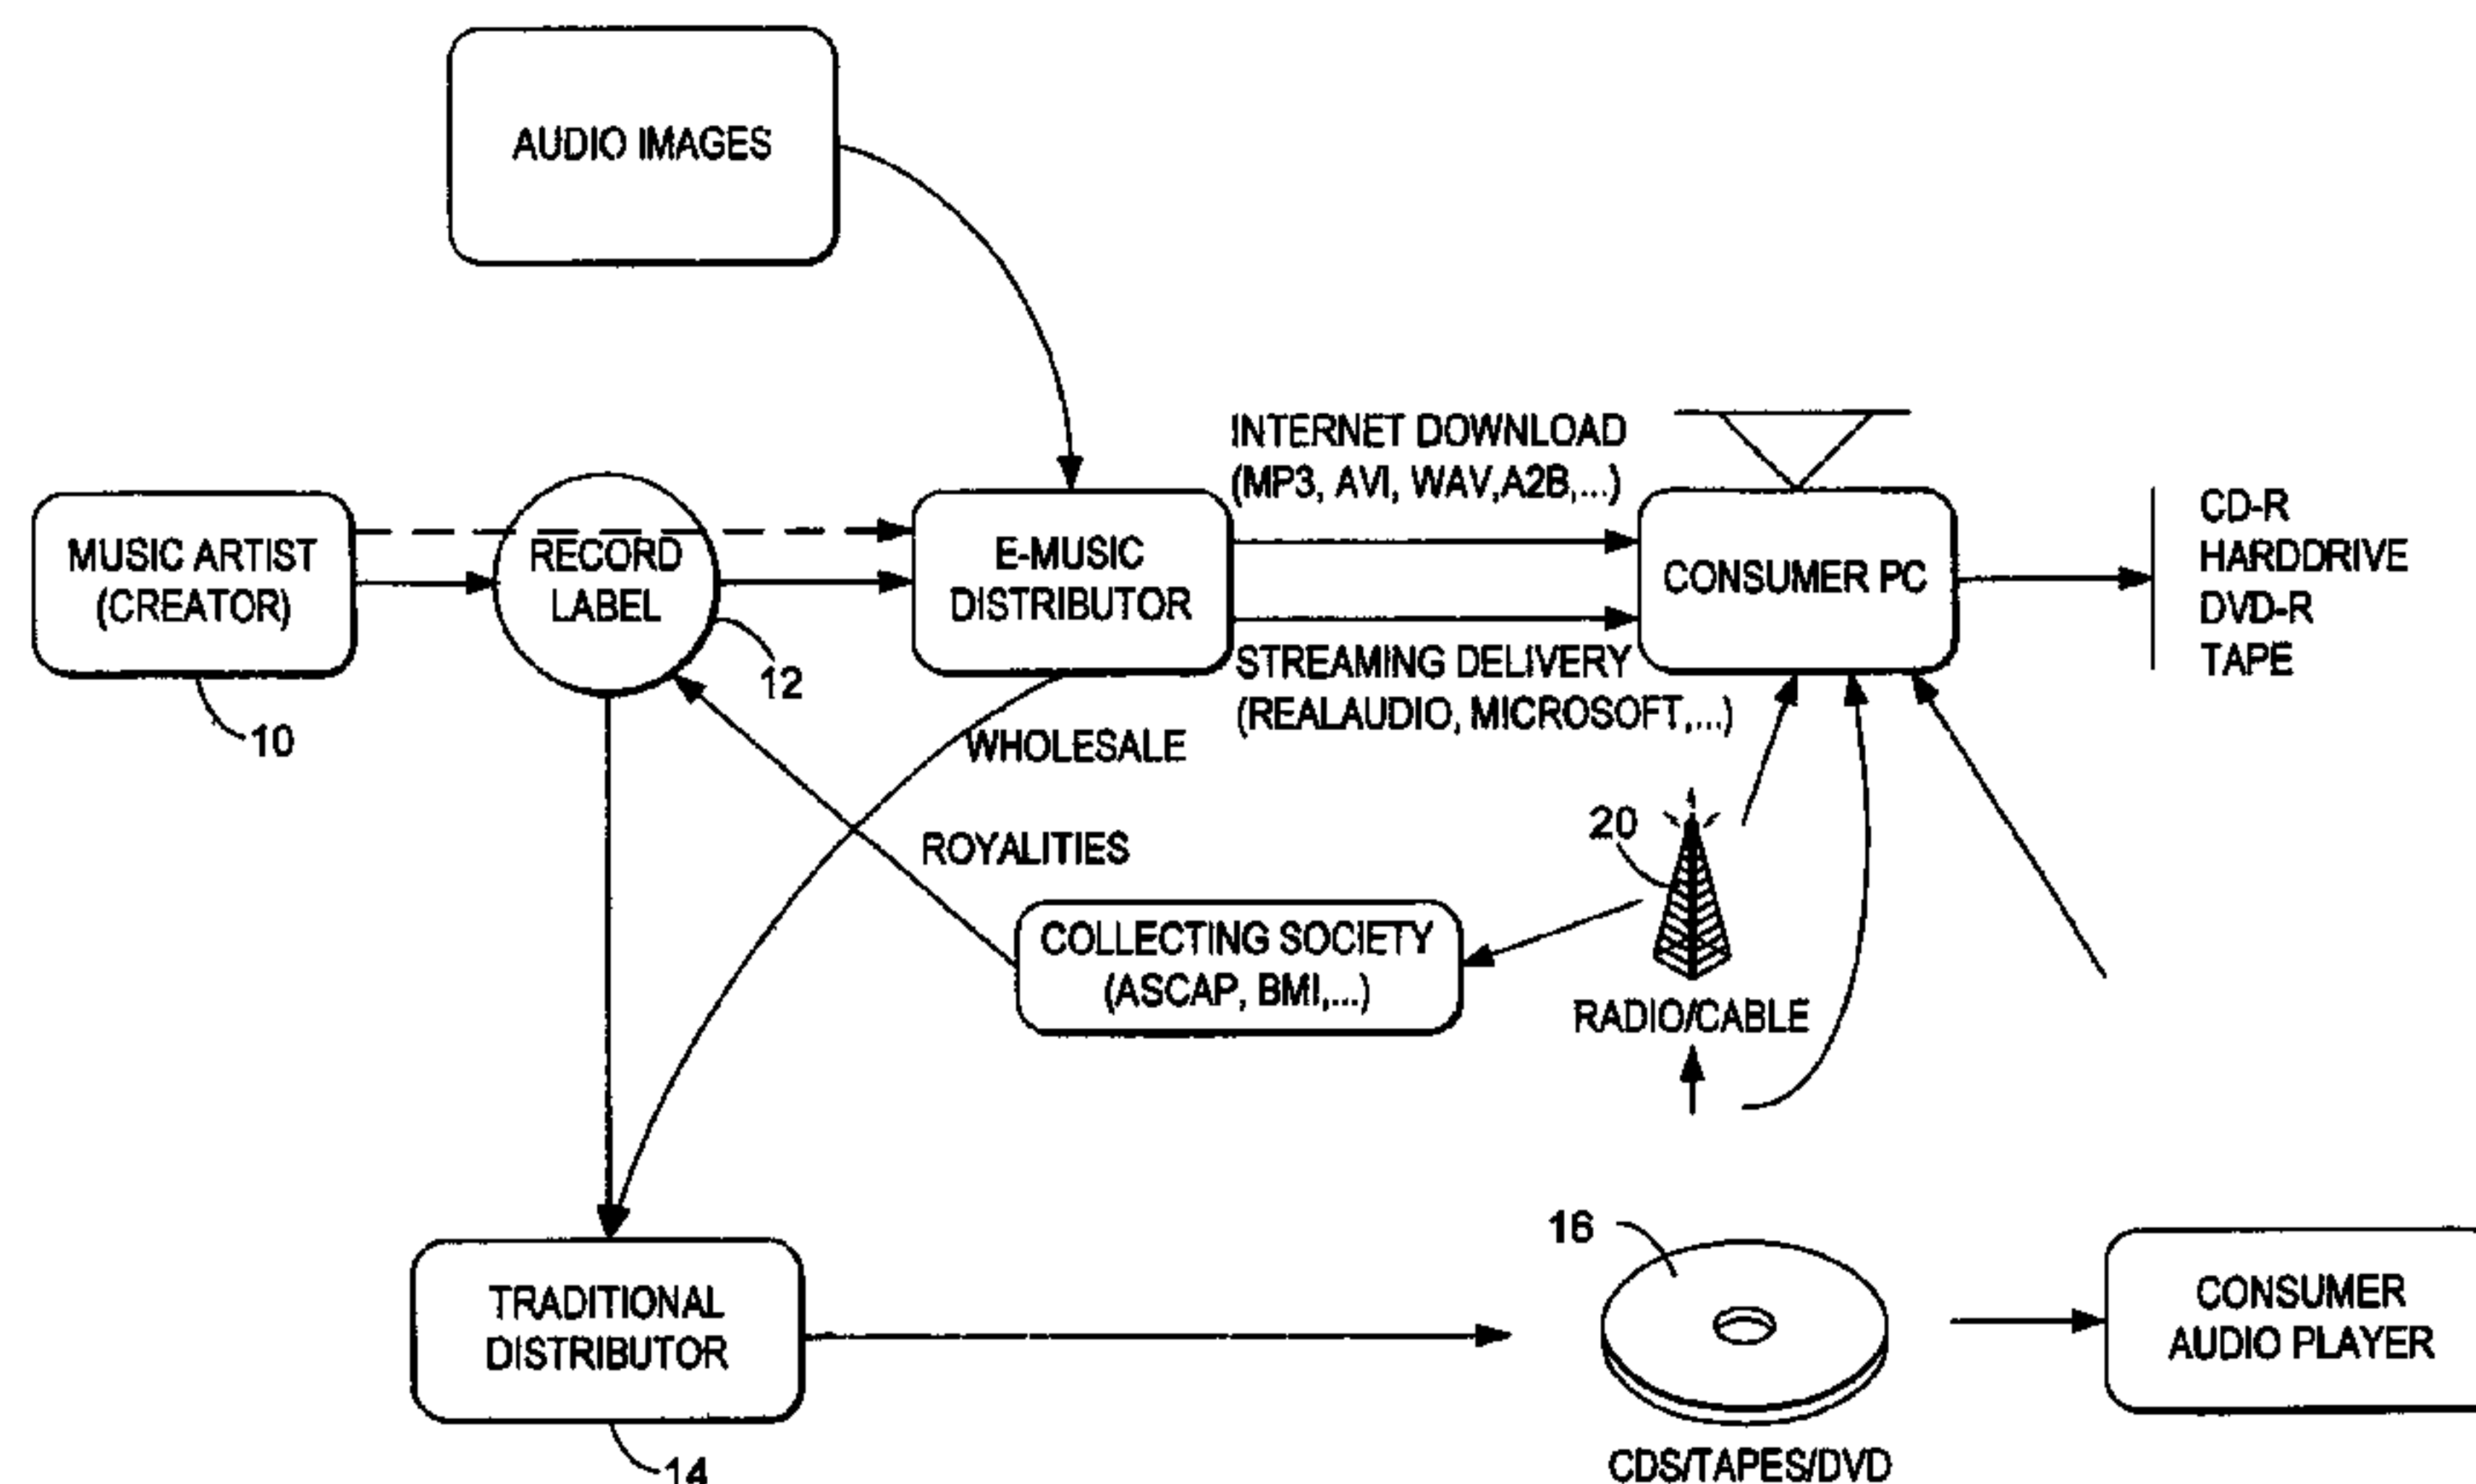 AUDIO IMAGES
INTERNET DOWNLOAD
(MP3, AVI, WAV,A2B,...)
MUSIC ARTIST
(CREATOR)
10
RECORD
LABEL
12
E-MUSIC
DISTRIBUTOR
CONSUMER PC
CD-R
HARDDRIVE
DVD-R
TAPE
STREAMING DELIVERY
(REALAUDIO, MICROSOFT,...)
WHOLESALE
ROYALITIES
20
COLLECTING SOCIETY
(ASCAP, BMI,...)
RADIO/CABLE
TRADITIONAL
DISTRIBUTOR
14
16
CDS/TAPES/DVD
CONSUMER
AUDIO PLAYER